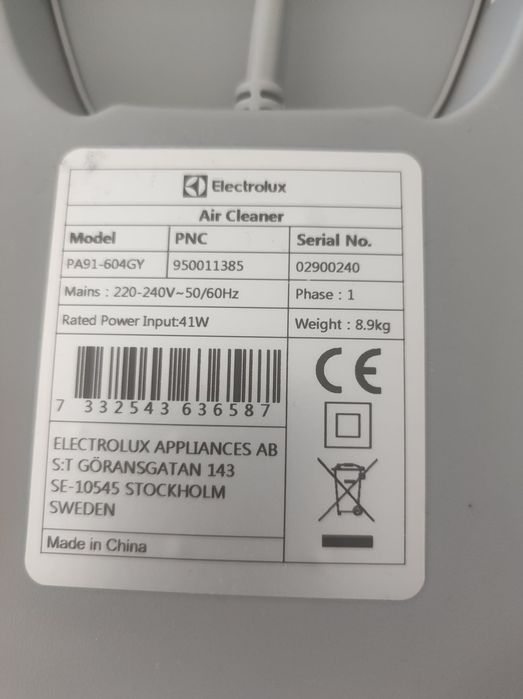 Electrolux
Air Cleaner
Model PNC Serial No.
PA91-604GY 950011385 02900240
Mains : 220-240V~50/60Hz Phase : 1
Rated Power Input:41W Weight : 8.9kg
CE
7 332543 636587
ELECTROLUX APPLIANCES AB
S:T GÖRANSGATAN 143
SE-10545 STOCKHOLM
SWEDEN
Made in China